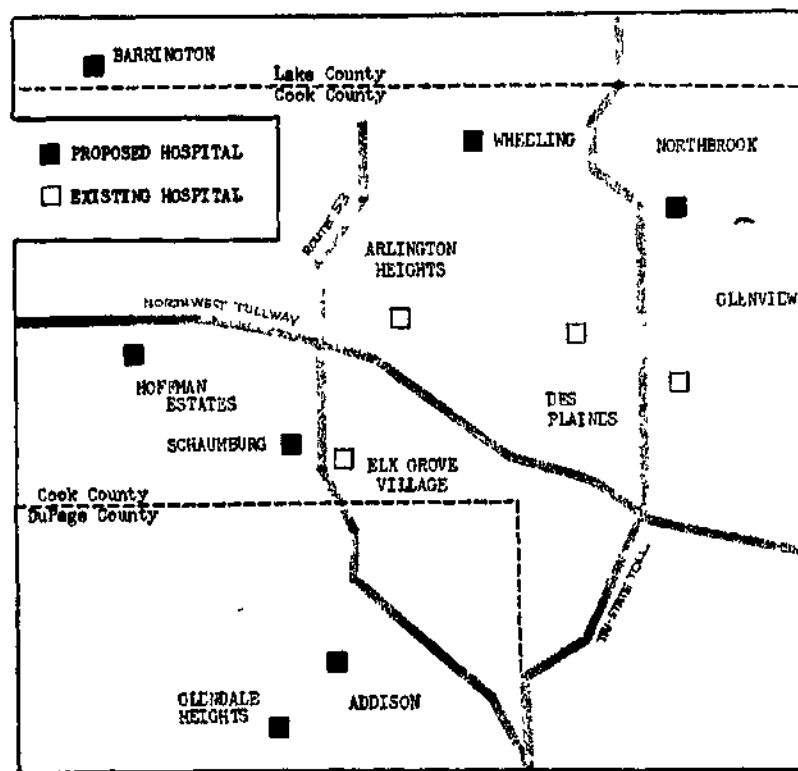 BARRINGTON
Lake County
Cook County
WHEELING
NORTHBROOK
PROPOSED HOSPITAL
EXISTING HOSPITAL
ROUTE 53
ARLINGTON
HEIGHTS
GLENVIEW
NORTHWEST TOLLWAY
HOFFMAN
ESTATES
DES
PLAINES
SCHAUMBURG
ELK GROVE
VILLAGE
Cook County
DuPage County
TRI-STATE TOLL.
GLENDALE
HEIGHTS
ADDISON